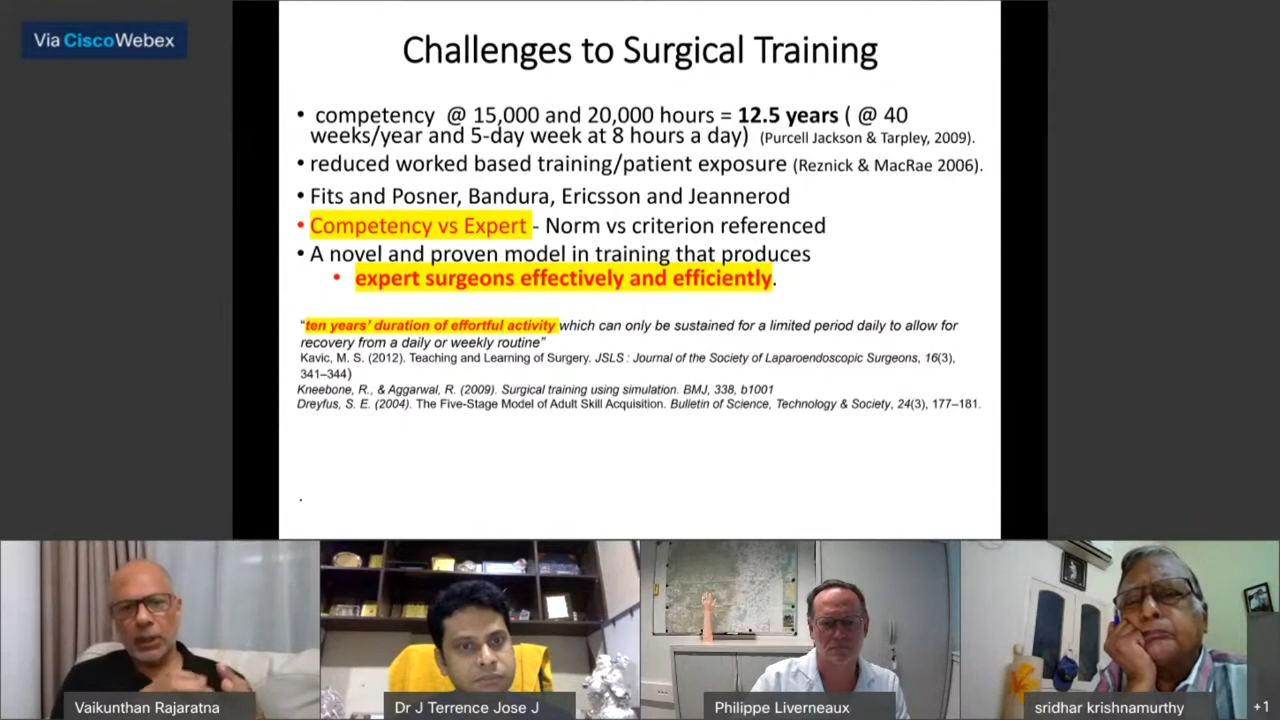 Via CiscoWebex
Challenges to Surgical Training
• competency @ 15,000 and 20,000 hours = 12.5 years ( @ 40
weeks/year and 5-day week at 8 hours a day) (Purcell Jackson & Tarpley, 2009).
• reduced worked based training/patient exposure (Reznick & MacRae 2006).
• Fits and Posner, Bandura, Ericsson and Jeannerod
• Competency vs Expert - Norm vs criterion referenced
• A novel and proven model in training that produces
• expert surgeons effectively and efficiently.
“ten years’ duration of effortful activity which can only be sustained for a limited period daily to allow for
recovery from a daily or weekly routine”
Kavic, M. S. (2012). Teaching and Learning of Surgery. JSLS : Journal of the Society of Laparoendoscopic Surgeons, 16(3),
341–344)
Kneebone, R., & Aggarwal, R. (2009). Surgical training using simulation. BMJ, 338, b1001
Dreyfus, S. E. (2004). The Five-Stage Model of Adult Skill Acquisition. Bulletin of Science, Technology & Society, 24(3), 177–181.
.
Vaikunthan Rajaratna
Dr J Terrence Jose J
Philippe Liverneaux
sridhar krishnamurthy
+1